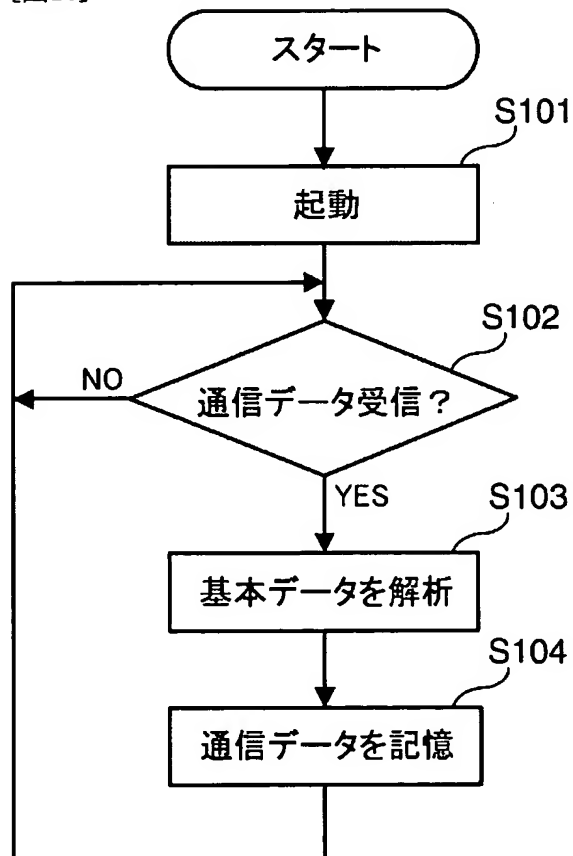 スタート
S101
起動
S102
通信データ受信？
NO
YES
S103
基本データを解析
S104
通信データを記憶